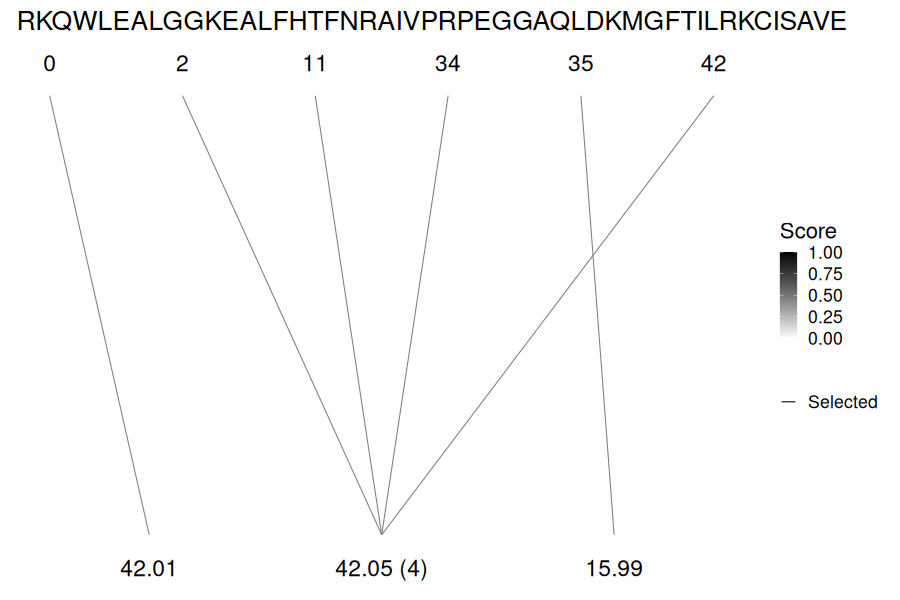 RKQWLEALGGKEALFHTFNRAIVPRPEGGAQLDKMGFTILRKCISAVE
0 2 11 34 35 42
Score
1.00
0.75
0.50
0.25
0.00
Selected
42.01 42.05 (4) 15.99